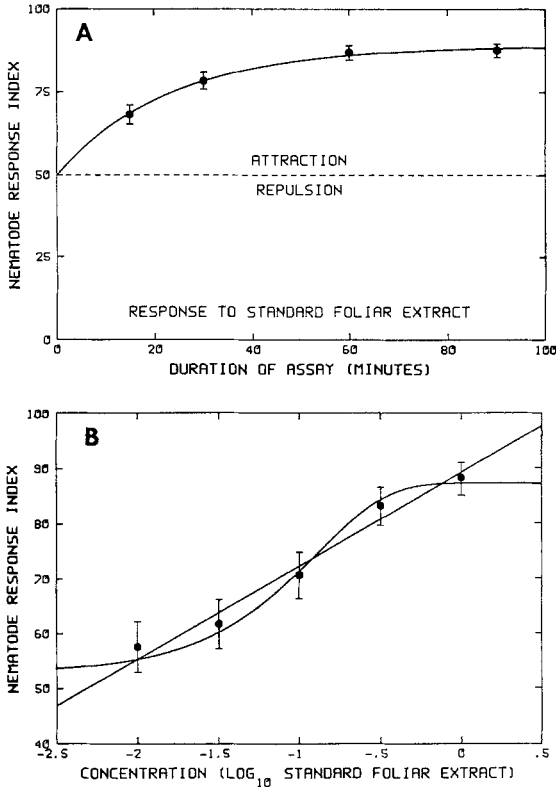 A
100
75
50
25
0
NEMATODE RESPONSE INDEX
ATTRACTION
REPULSION
RESPONSE TO STANDARD FOLIAR EXTRACT
0 20 40 60 80 100
DURATION OF ASSAY (MINUTES)
B
100
90
80
70
60
50
40
NEMATODE RESPONSE INDEX
-2.5 -2 -1.5 -1 -.5 0 .5
CONCENTRATION (LOG10 STANDARD FOLIAR EXTRACT)